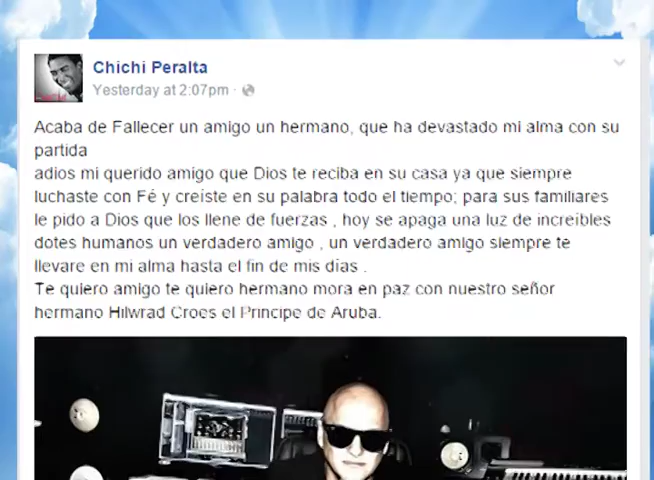 Chichi Peralta
Yesterday at 2:07pm ·
Acaba de Fallecer un amigo un hermano, que ha devastado mi alma con su
partida
adios mi querido amigo que Dios te reciba en su casa ya que siempre
luchaste con Fé y creíste en su palabra todo el tiempo; para sus familiares
le pido a Dios que los llene de fuerzas , hoy se apaga una luz de increíbles
dotes humanos un verdadero amigo , un verdadero amigo siempre te
llevare en mi alma hasta el fin de mis días .
Te quiero amigo te quiero hermano mora en paz con nuestro señor
hermano Hilwrad Croes el Principe de Aruba.